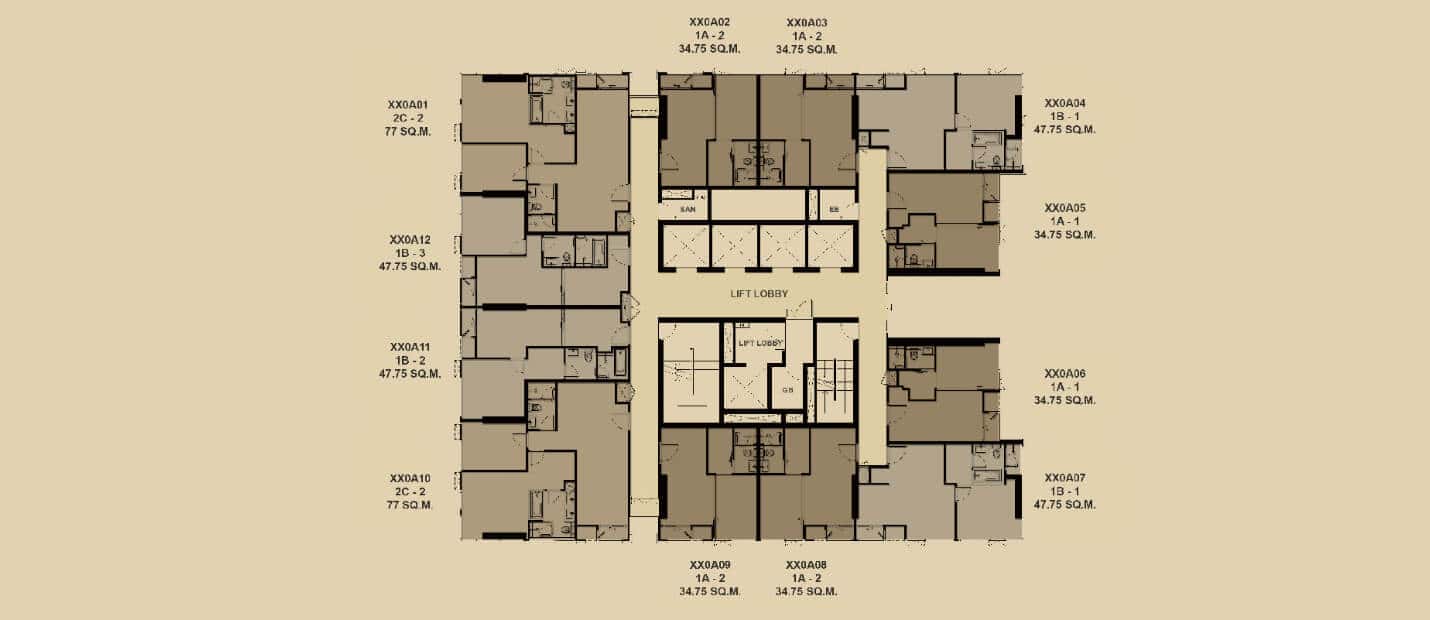 XX0A02
1A - 2
34.75 SQ.M.
XX0A03
1A - 2
34.75 SQ.M.
XX0A01
2C - 2
77 SQ.M.
XX0A04
1B - 1
47.75 SQ.M.
XX0A05
1A - 1
34.75 SQ.M.
SAN
EE
XX0A12
1B - 3
47.75 SQ.M.
LIFT LOBBY
LIFT LOBBY
XX0A11
1B - 2
47.75 SQ.M.
XX0A06
1A - 1
34.75 SQ.M.
GB
XX0A10
2C - 2
77 SQ.M.
XX0A07
1B - 1
47.75 SQ.M.
XX0A09
1A - 2
34.75 SQ.M.
XX0A08
1A - 2
34.75 SQ.M.